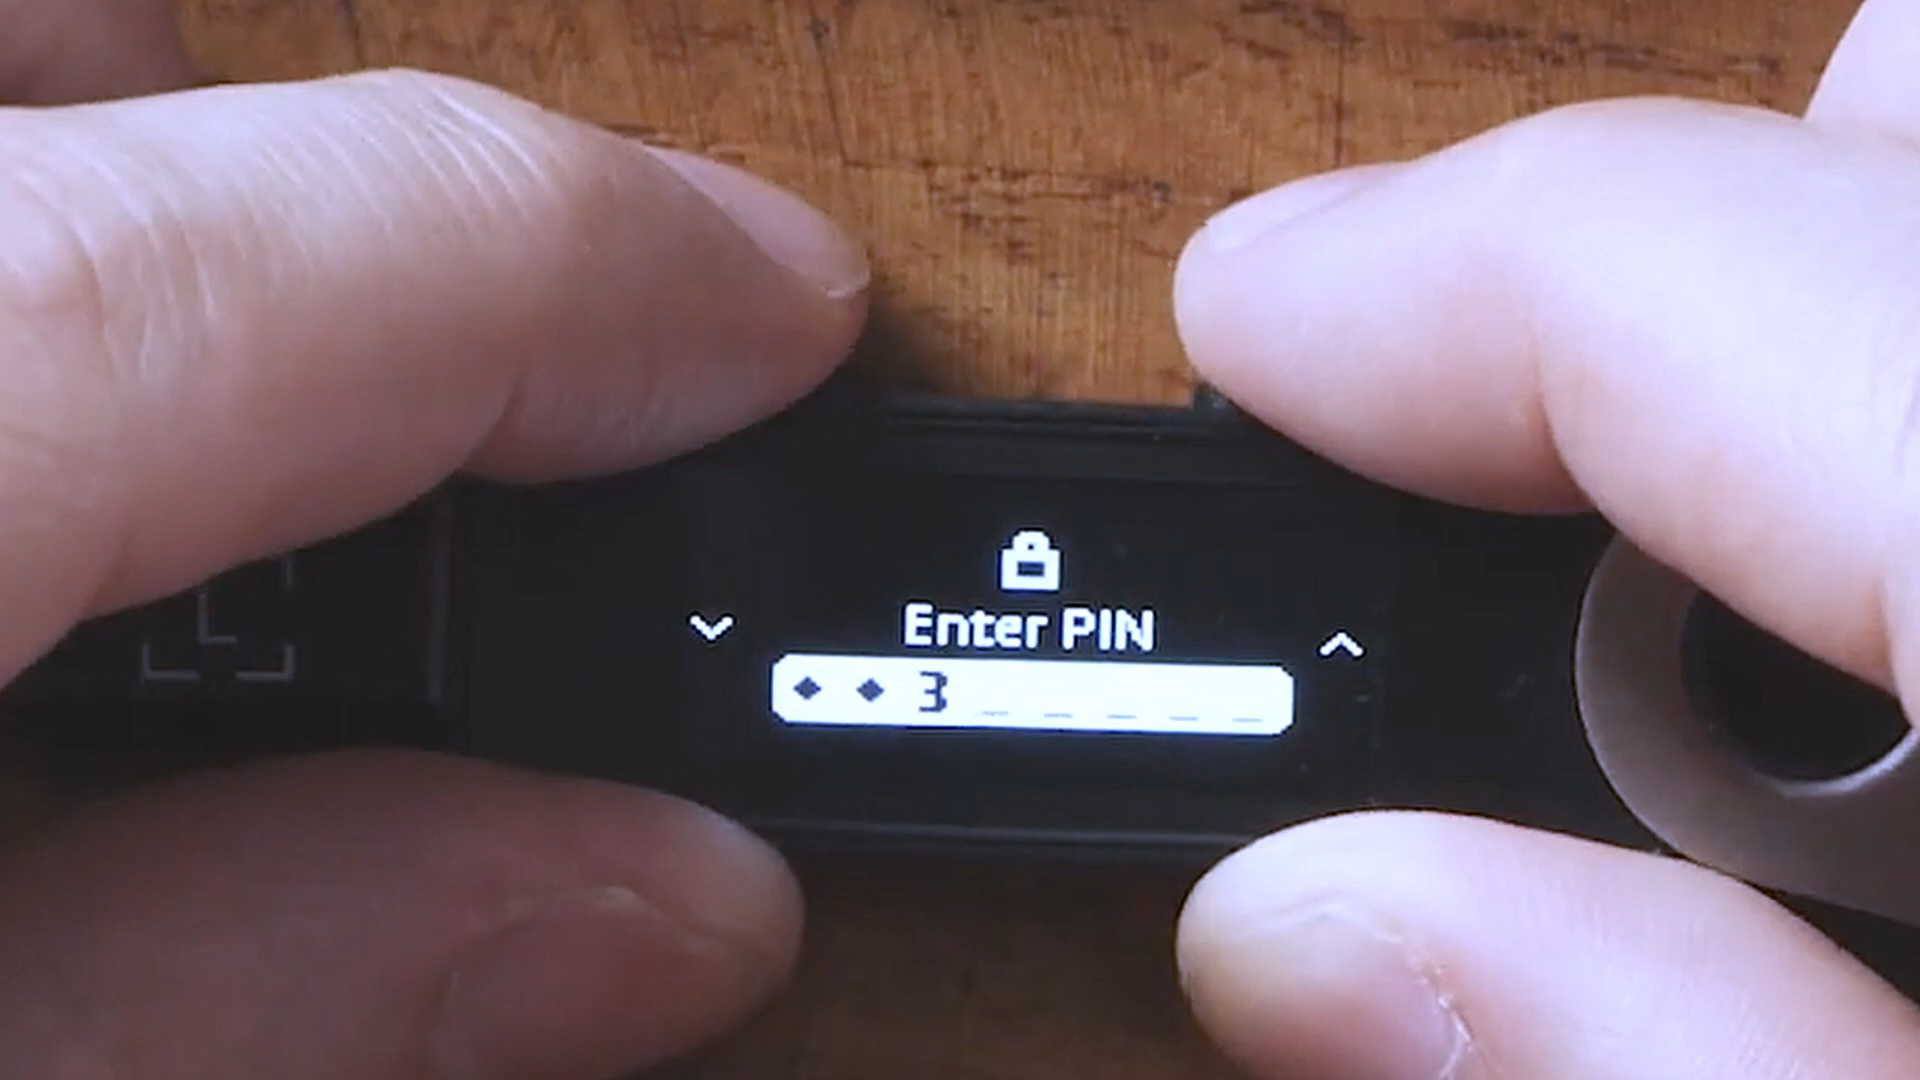 Enter PIN
◆ ◆ 3 _ _ _ _ _